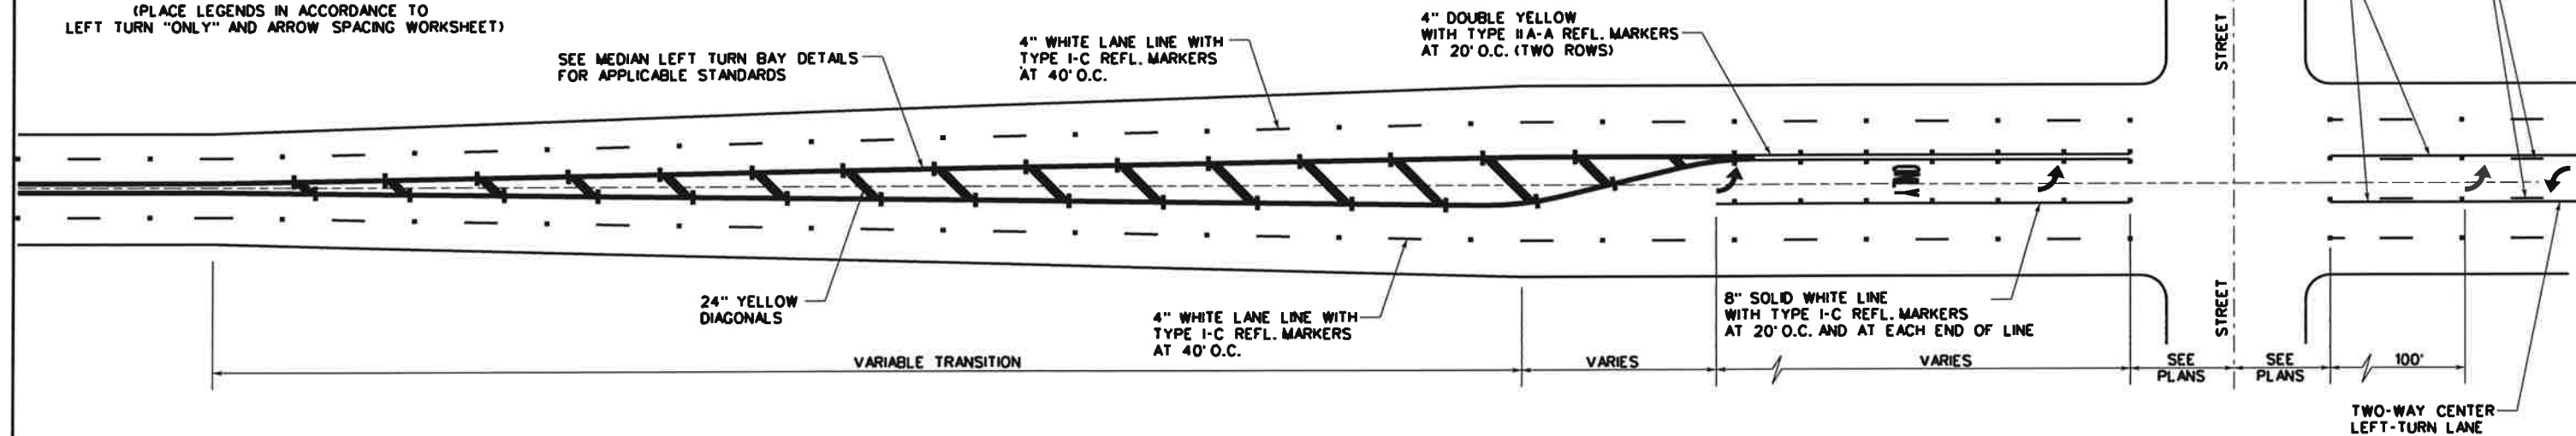 (PLACE LEGENDS IN ACCORDANCE TO
LEFT TURN "ONLY" AND ARROW SPACING WORKSHEET)
SEE MEDIAN LEFT TURN BAY DETAILS
FOR APPLICABLE STANDARDS
4" WHITE LANE LINE WITH
TYPE I-C REFL. MARKERS
AT 40' O.C.
4" DOUBLE YELLOW
WITH TYPE II A-A REFL. MARKERS
AT 20' O.C. (TWO ROWS)
STREET
ONLY
24" YELLOW
DIAGONALS
4" WHITE LANE LINE WITH
TYPE I-C REFL. MARKERS
AT 40' O.C.
8" SOLID WHITE LINE
WITH TYPE I-C REFL. MARKERS
AT 20' O.C. AND AT EACH END OF LINE
STREET
VARIABLE TRANSITION
VARIES
VARIES
SEE
PLANS
SEE
PLANS
100'
TWO-WAY CENTER
LEFT-TURN LANE